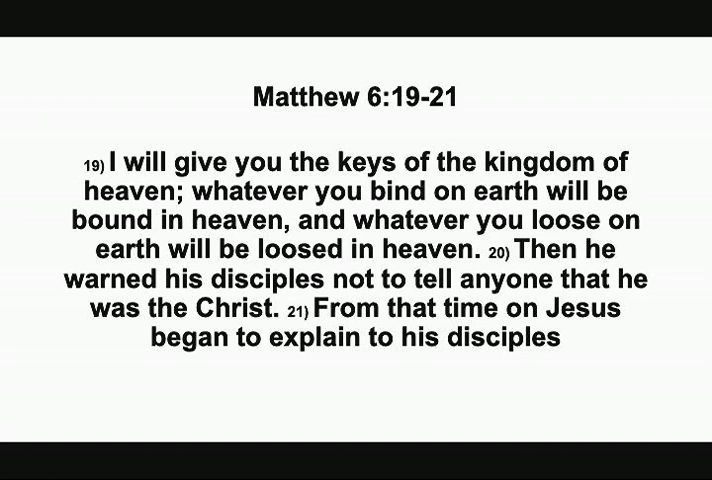 Matthew 6:19-21
19) I will give you the keys of the kingdom of
heaven; whatever you bind on earth will be
bound in heaven, and whatever you loose on
earth will be loosed in heaven. 20) Then he
warned his disciples not to tell anyone that he
was the Christ. 21) From that time on Jesus
began to explain to his disciples